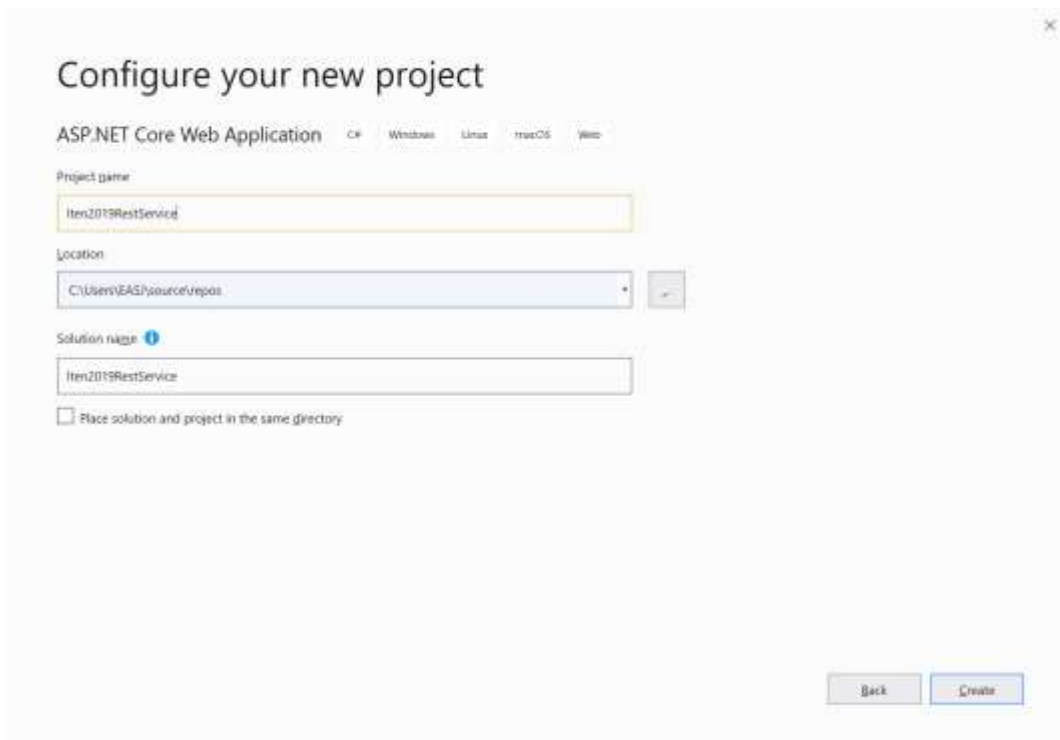 Configure your new project
ASP.NET Core Web Application C# Windows Linux macOS Web
Project name
Iten2019RestService
Location
C:\Users\EASJ\source\repos
...
Solution name
Iten2019RestService
Place solution and project in the same directory
Back Create